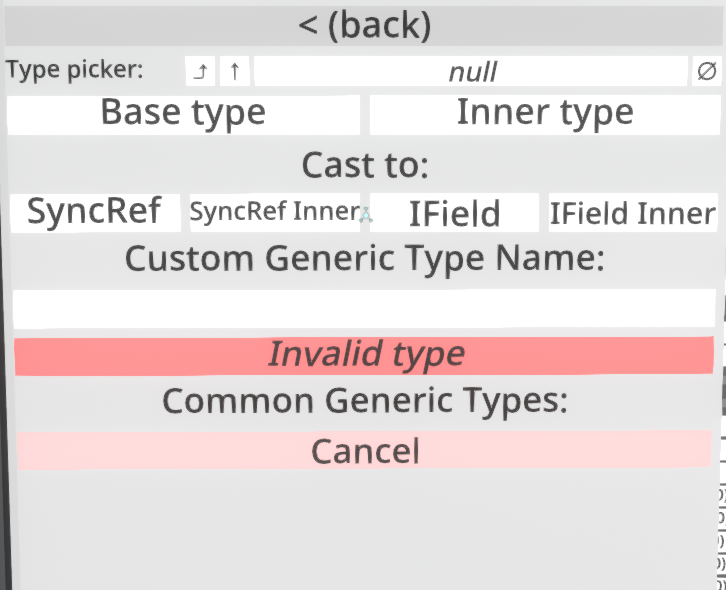 < (back)
Type picker: ⤴ ↑ null ∅
Base type Inner type
Cast to:
SyncRef SyncRef Inner IField IField Inner
Custom Generic Type Name:
Invalid type
Common Generic Types:
Cancel